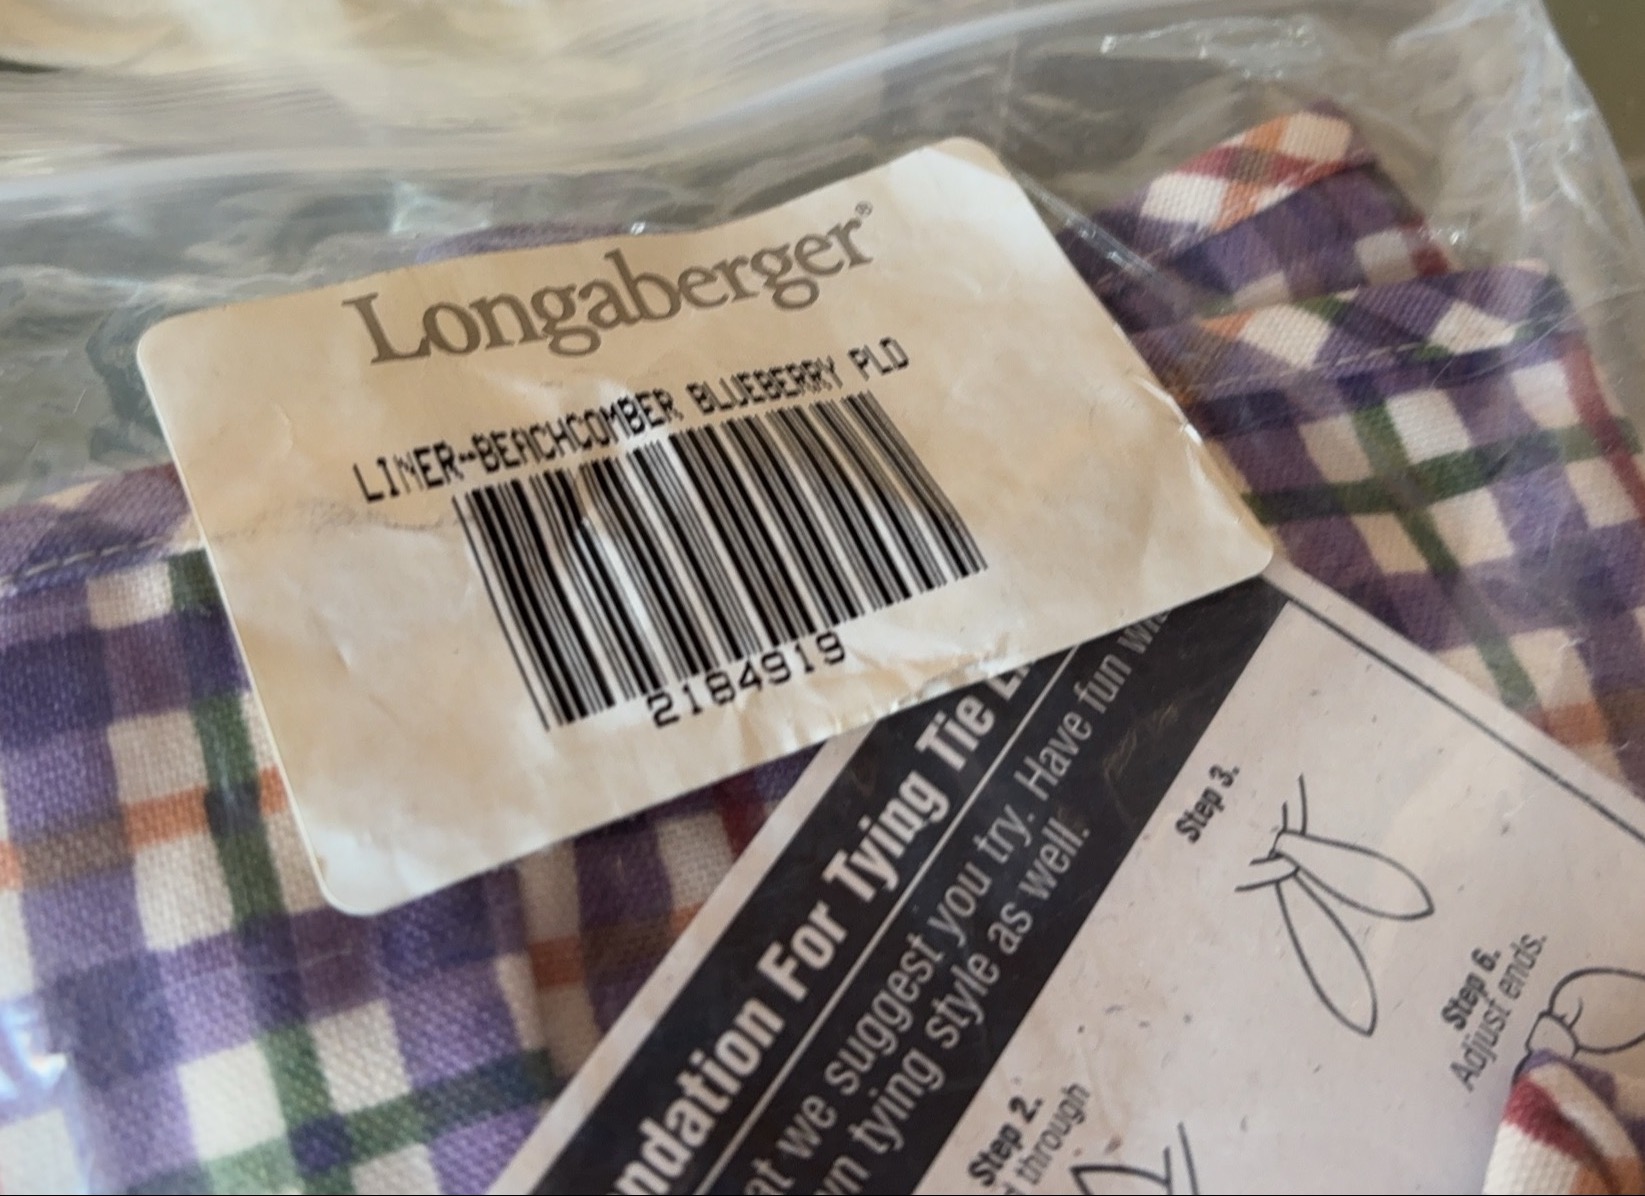 Longaberger®
LINER-BEACHCOMBER BLUEBERRY PLD
2184919
ndation For Tying Tie
at we suggest you try. Have fun
wn tying style as well.
Step 3.
Step 6.
Adjust ends.
Step 2.
through